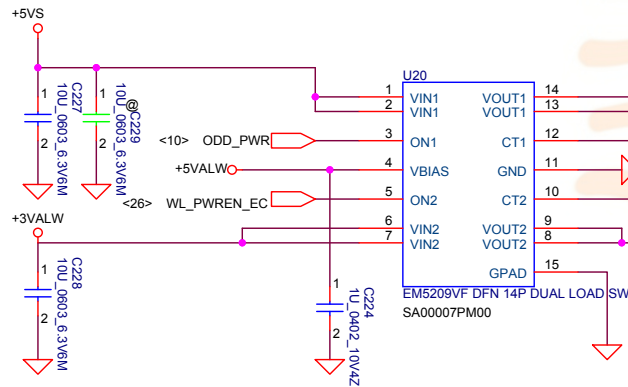 +5VS
1
2
C227
10U_0603_6.3V6M
1
2
@
C229
10U_0603_6.3V6M
<10> ODD_PWR
+5VALW
<26> WL_PWREN_EC
+3VALW
1
2
C228
10U_0603_6.3V6M
1
2
C224
1U_0402_10V4Z
U20
1 VIN1 VOUT1 14
2 VIN1 VOUT1 13
3 ON1 CT1 12
4 VBIAS GND 11
5 ON2 CT2 10
6 VIN2 VOUT2 9
7 VIN2 VOUT2 8
GPAD 15
EM5209VF DFN 14P DUAL LOAD SW
SA00007PM00